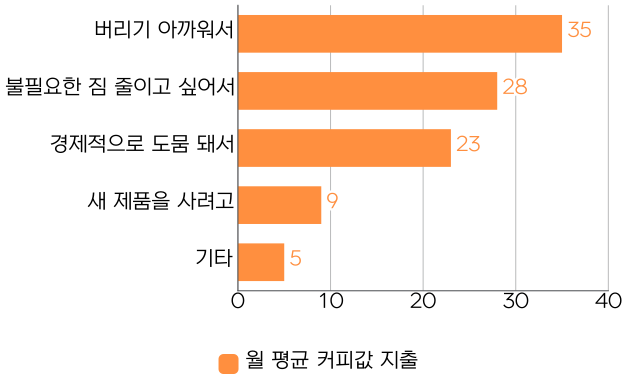 버리기 아까워서 35
불필요한 짐 줄이고 싶어서 28
경제적으로 도뭄 돼서 23
새 제품을 사려고 9
기타 5
0 10 20 30 40
월 평균 커피값 지출